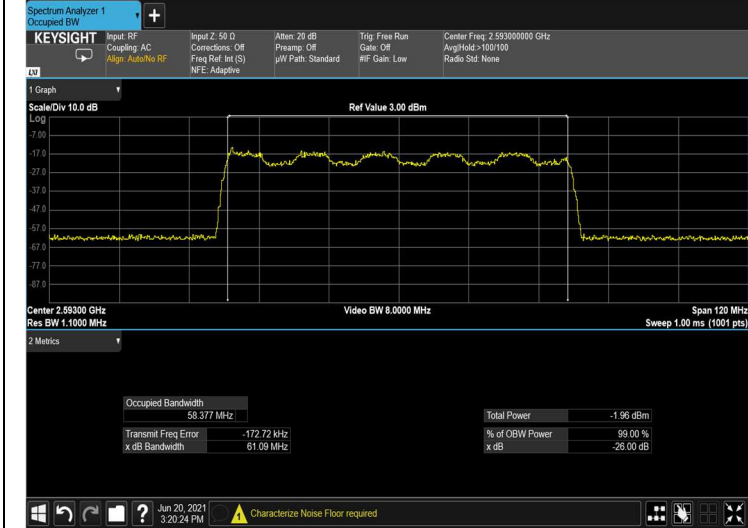 Spectrum Analyzer 1
Occupied BW
KEYSIGHT
LXI
Input: RF
Coupling: AC
Align: Auto/No RF
Input Z: 50 Ω
Corrections: Off
Freq Ref: Int (S)
NFE: Adaptive
Atten: 20 dB
Preamp: Off
µW Path: Standard
Trig: Free Run
Gate: Off
#IF Gain: Low
Center Freq: 2.593000000 GHz
Avg|Hold:>100/100
Radio Std: None
1 Graph
Scale/Div 10.0 dB
Ref Value 3.00 dBm
Log
-7.00
-17.0
-27.0
-37.0
-47.0
-57.0
-67.0
-77.0
-87.0
Center 2.59300 GHz
Video BW 8.0000 MHz
Span 120 MHz
Res BW 1.1000 MHz
Sweep 1.00 ms (1001 pts)
2 Metrics
Occupied Bandwidth
58.377 MHz
Total Power -1.96 dBm
Transmit Freq Error -172.72 kHz
% of OBW Power 99.00 %
x dB Bandwidth 61.09 MHz
x dB -26.00 dB
?
Jun 20, 2021
3:20:24 PM
1
Characterize Noise Floor required